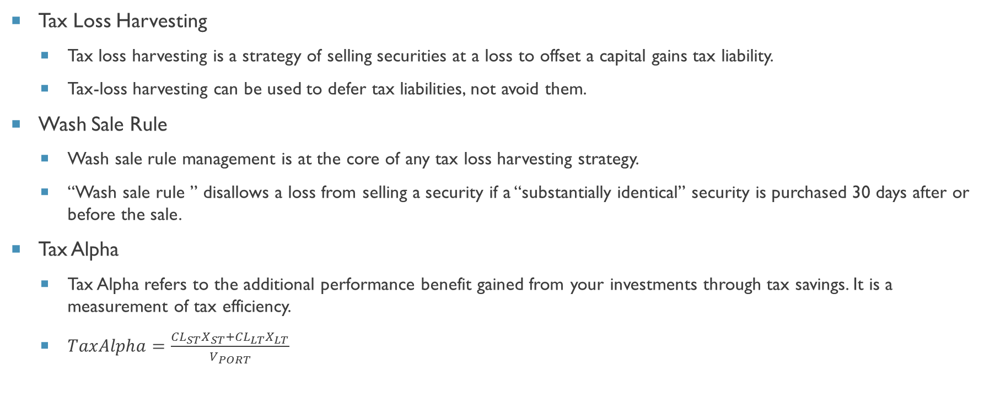 Tax Loss Harvesting
Tax loss harvesting is a strategy of selling securities at a loss to offset a capital gains tax liability.
Tax-loss harvesting can be used to defer tax liabilities, not avoid them.
Wash Sale Rule
Wash sale rule management is at the core of any tax loss harvesting strategy.
“Wash sale rule ” disallows a loss from selling a security if a “substantially identical” security is purchased 30 days after or
before the sale.
Tax Alpha
Tax Alpha refers to the additional performance benefit gained from your investments through tax savings. It is a
measurement of tax efficiency.
TaxAlpha = \frac{CL_{ST}X_{ST}+CL_{LT}X_{LT}}{V_{PORT}}